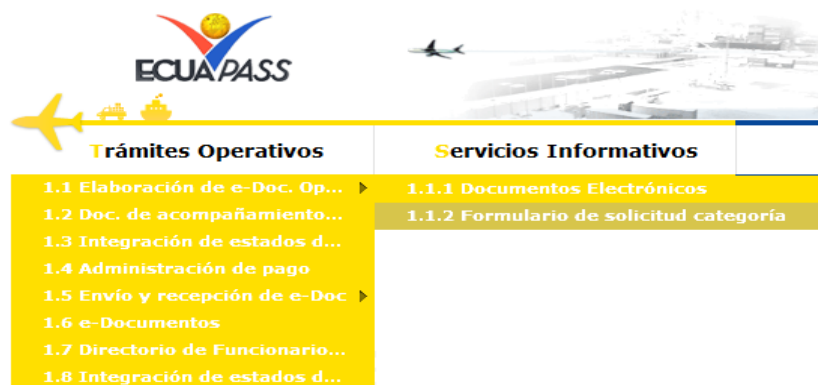 ECUAPASS
Trámites Operativos
Servicios Informativos
1.1 Elaboración de e-Doc. Op...
1.1.1 Documentos Electrónicos
1.2 Doc. de acompañamiento...
1.1.2 Formulario de solicitud categoría
1.3 Integración de estados d...
1.4 Administración de pago
1.5 Envío y recepción de e-Doc
1.6 e-Documentos
1.7 Directorio de Funcionario...
1.8 Integración de estados d...